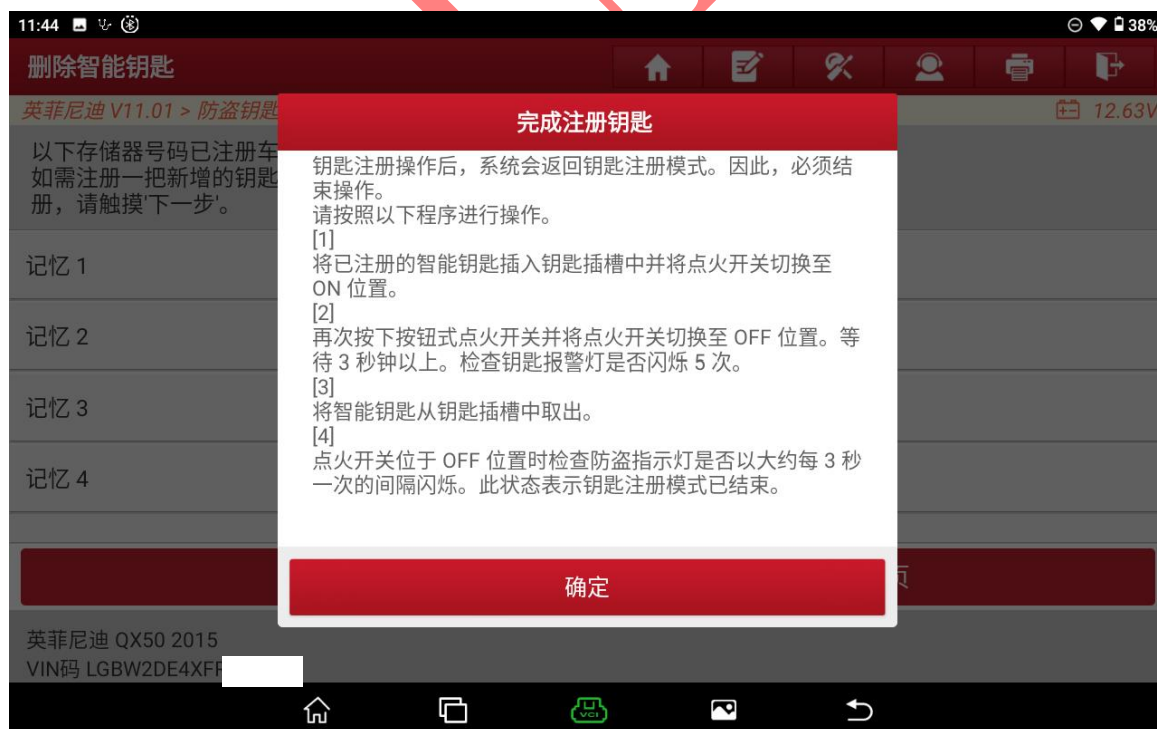 11:44
38%
删除智能钥匙
英菲尼迪 V11.01 > 防盗钥匙
12.63V
以下存储器号码已注册车
如需注册一把新增的钥匙
册，请触摸'下一步'。
记忆 1
记忆 2
记忆 3
记忆 4
完成注册钥匙
钥匙注册操作后，系统会返回钥匙注册模式。因此，必须结
束操作。
请按照以下程序进行操作。
[1]
将已注册的智能钥匙插入钥匙插槽中并将点火开关切换至
ON 位置。
[2]
再次按下按钮式点火开关并将点火开关切换至 OFF 位置。等
待 3 秒钟以上。检查钥匙报警灯是否闪烁 5 次。
[3]
将智能钥匙从钥匙插槽中取出。
[4]
点火开关位于 OFF 位置时检查防盗指示灯是否以大约每 3 秒
一次的间隔闪烁。此状态表示钥匙注册模式已结束。
确定
页
英菲尼迪 QX50 2015
VIN码 LGBW2DE4XF
VCI